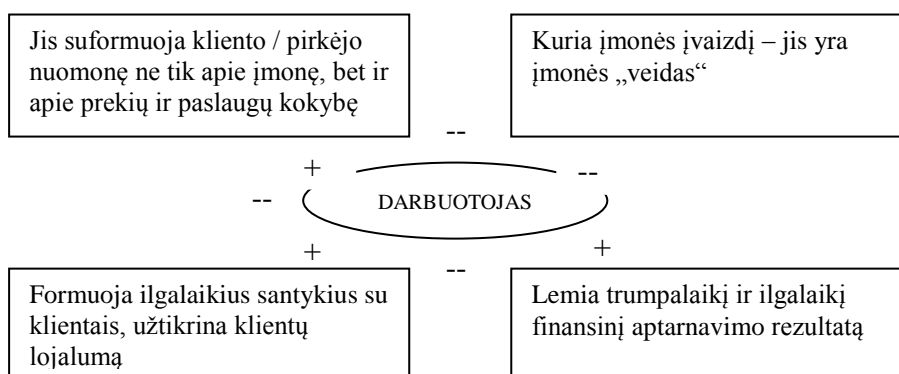 Jis suformuoja kliento / pirkėjo
nuomonę ne tik apie įmonę, bet ir
apie prekių ir paslaugų kokybę
Kuria įmonės įvaizdį – jis yra
įmonės „veidas“
--
+
--
--
DARBUOTOJAS
+
--
+
Formuoja ilgalaikius santykius su
klientais, užtikrina klientų
lojalumą
Lemia trumpalaikį ir ilgalaikį
finansinį aptarnavimo rezultatą